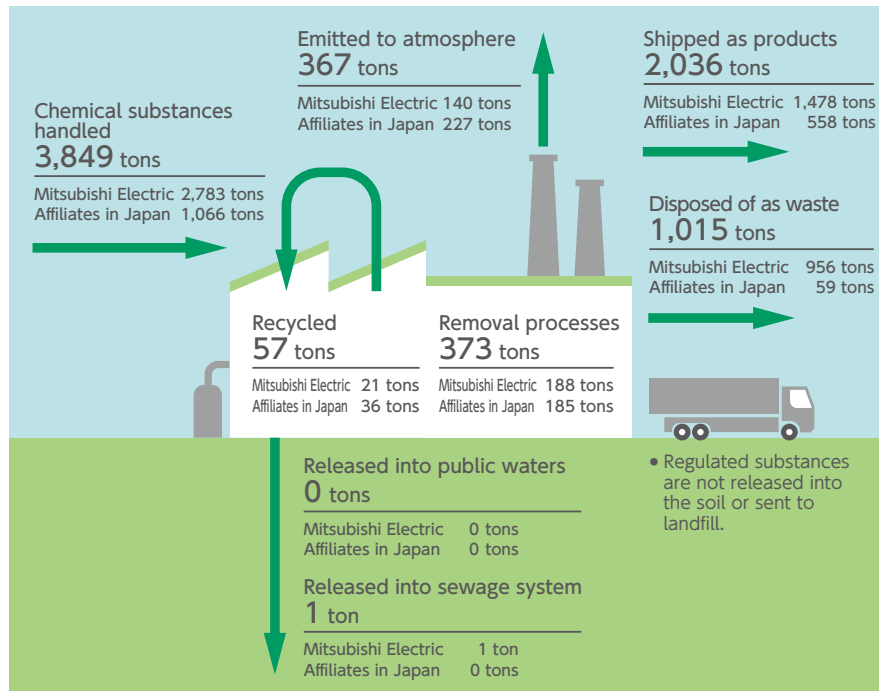 Emitted to atmosphere
367 tons
Mitsubishi Electric 140 tons
Affiliates in Japan 227 tons
Shipped as products
2,036 tons
Mitsubishi Electric 1,478 tons
Affiliates in Japan 558 tons
Chemical substances
handled
3,849 tons
Mitsubishi Electric 2,783 tons
Affiliates in Japan 1,066 tons
Disposed of as waste
1,015 tons
Mitsubishi Electric 956 tons
Affiliates in Japan 59 tons
Recycled
57 tons
Mitsubishi Electric 21 tons
Affiliates in Japan 36 tons
Removal processes
373 tons
Mitsubishi Electric 188 tons
Affiliates in Japan 185 tons
Released into public waters
0 tons
Mitsubishi Electric 0 tons
Affiliates in Japan 0 tons
• Regulated substances
are not released into
the soil or sent to
landfill.
Released into sewage system
1 ton
Mitsubishi Electric 1 ton
Affiliates in Japan 0 tons